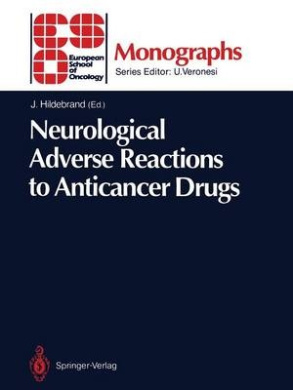 European
School
of Oncology
Monographs
Series Editor: U. Veronesi
J. Hildebrand (Ed.)
Neurological
Adverse Reactions
to Anticancer Drugs
Springer-Verlag